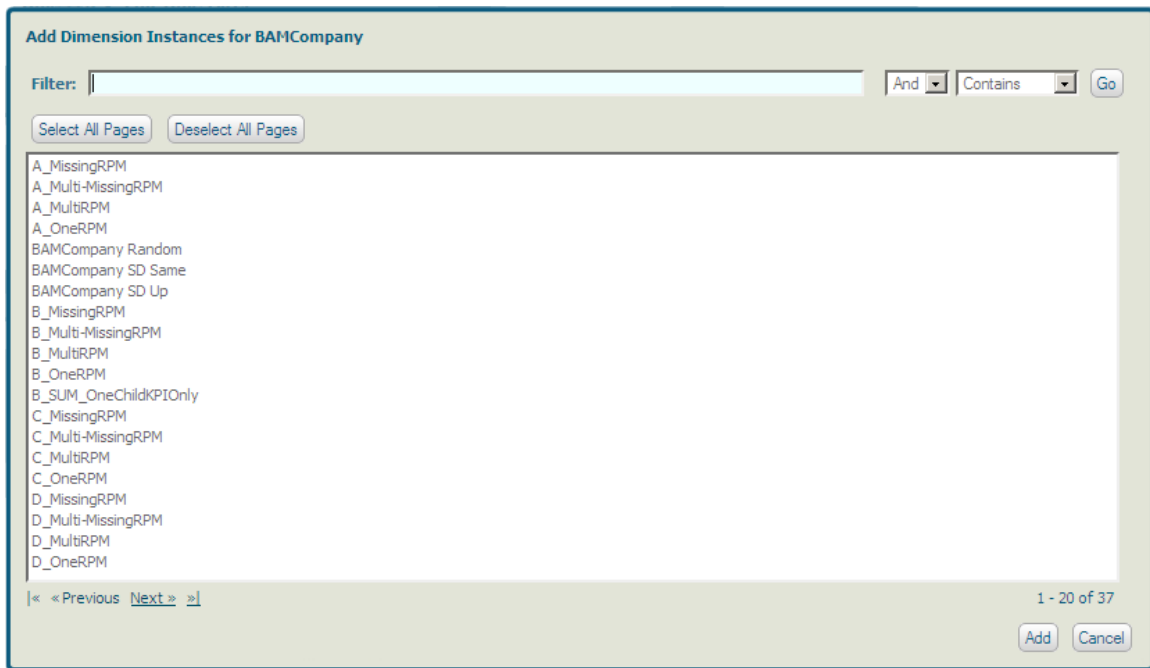 Add Dimension Instances for BAMCompany
Filter: And Contains Go
Select All Pages Deselect All Pages
A_MissingRPM
A_Multi-MissingRPM
A_MultiRPM
A_OneRPM
BAMCompany Random
BAMCompany SD Same
BAMCompany SD Up
B_MissingRPM
B_Multi-MissingRPM
B_MultiRPM
B_OneRPM
B_SUM_OneChildKPIOnly
C_MissingRPM
C_Multi-MissingRPM
C_MultiRPM
C_OneRPM
D_MissingRPM
D_Multi-MissingRPM
D_MultiRPM
D_OneRPM
|« « Previous Next » »| 1 - 20 of 37
Add Cancel